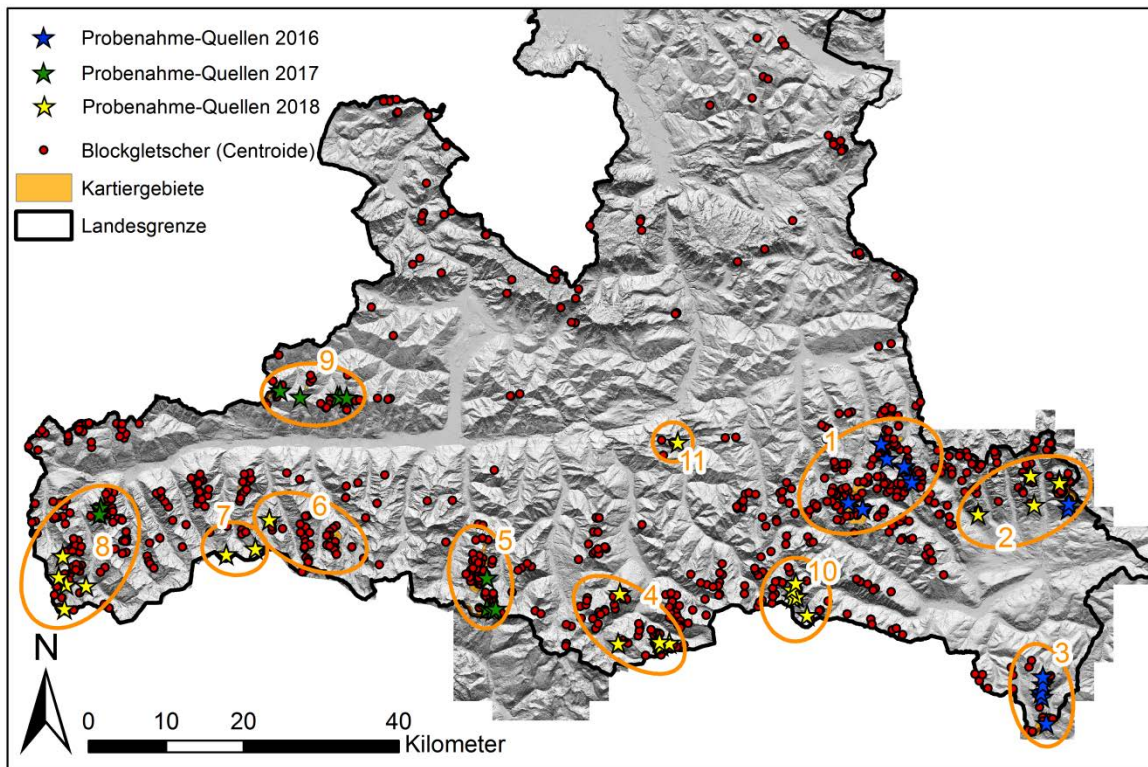 Probenahme-Quellen 2016
Probenahme-Quellen 2017
Probenahme-Quellen 2018
Blockgletscher (Centroide)
Kartiergebiete
Landesgrenze
9
1
11
2
7
6
8
5
4
10
3
N
0 10 20 40
Kilometer